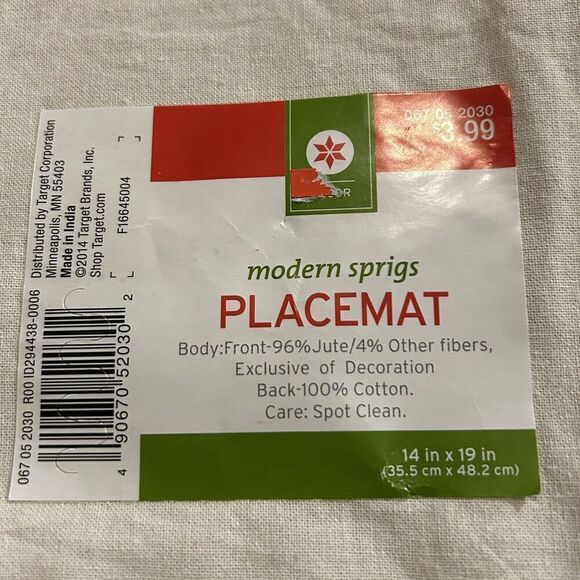 067 05 2030
$3.99
OR
modern sprigs
PLACEMAT
Body:Front-96%Jute/4% Other fibers,
Exclusive of Decoration
Back-100% Cotton.
Care: Spot Clean.
14 in x 19 in
(35.5 cm x 48.2 cm)
Distributed by Target Corporation
Minneapolis, MN 55403
Made in India
©2014 Target Brands, Inc.
Shop Target.com
F16645004
4 90670 52030 2
067 05 2030 R00 ID294438-0006